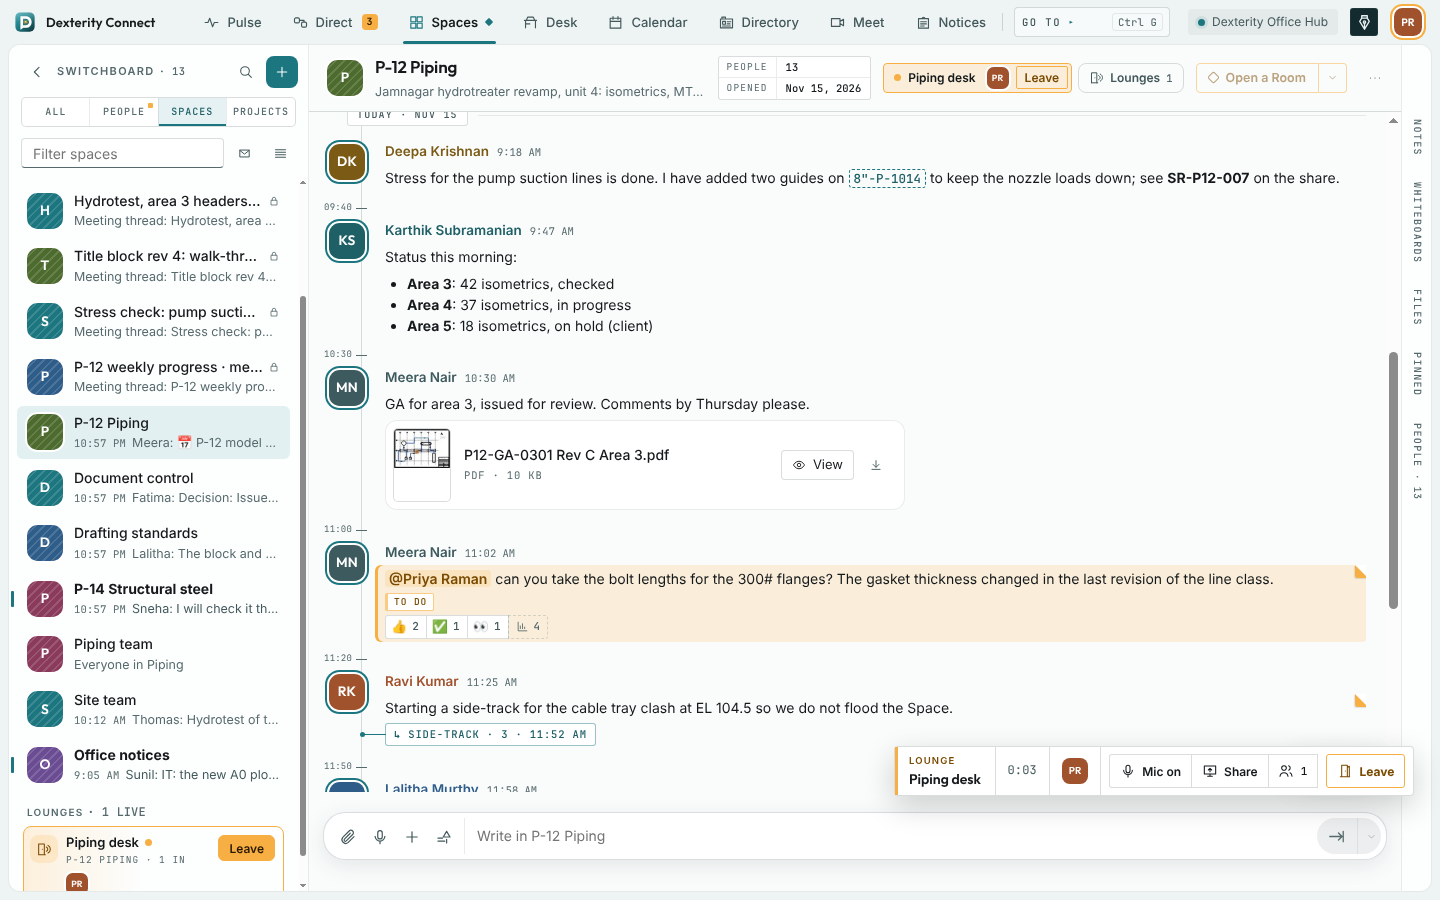 Dexterity Connect
Pulse
Direct 3
Spaces
Desk
Calendar
Directory
Meet
Notices
GO TO
Ctrl G
Dexterity Office Hub
PR
SWITCHBOARD · 13
ALL
PEOPLE
SPACES
PROJECTS
Filter spaces
H
Hydrotest, area 3 headers...
Meeting thread: Hydrotest, area ...
T
Title block rev 4: walk-thr...
Meeting thread: Title block rev 4...
S
Stress check: pump sucti...
Meeting thread: Stress check: p...
P
P-12 weekly progress · me...
Meeting thread: P-12 weekly pro...
P
P-12 Piping
10:57 PM Meera: 📅 P-12 model ...
D
Document control
10:57 PM Fatima: Decision: Issue...
D
Drafting standards
10:57 PM Lalitha: The block and ...
P
P-14 Structural steel
10:57 PM Sneha: I will check it th...
P
Piping team
Everyone in Piping
S
Site team
10:12 AM Thomas: Hydrotest of t...
O
Office notices
9:05 AM Sunil: IT: the new A0 plo...
LOUNGES · 1 LIVE
Piping desk
P-12 PIPING · 1 IN
Leave
PR
P
P-12 Piping
Jamnagar hydrotreater revamp, unit 4: isometrics, MT...
PEOPLE 13
OPENED Nov 15, 2026
Piping desk PR Leave
Lounges 1
Open a Room
TODAY · NOV 15
DK
Deepa Krishnan 9:18 AM
Stress for the pump suction lines is done. I have added two guides on 8"-P-1014 to keep the nozzle loads down; see SR-P12-007 on the share.
09:40
KS
Karthik Subramanian 9:47 AM
Status this morning:
• Area 3: 42 isometrics, checked
• Area 4: 37 isometrics, in progress
• Area 5: 18 isometrics, on hold (client)
10:30
MN
Meera Nair 10:30 AM
GA for area 3, issued for review. Comments by Thursday please.
P12-GA-0301 Rev C Area 3.pdf
PDF · 10 KB
View
11:00
MN
Meera Nair 11:02 AM
@Priya Raman can you take the bolt lengths for the 300# flanges? The gasket thickness changed in the last revision of the line class.
TO DO
👍 2 ✅ 1 👀 1 4
11:20
RK
Ravi Kumar 11:25 AM
Starting a side-track for the cable tray clash at EL 104.5 so we do not flood the Space.
↳ SIDE-TRACK · 3 · 11:52 AM
11:50
Lalitha Murthy 11:58 AM
LOUNGE
Piping desk
0:03
PR
Mic on
Share
1
Leave
Write in P-12 Piping
NOTES
WHITEBOARDS
FILES
PINNED
PEOPLE · 13